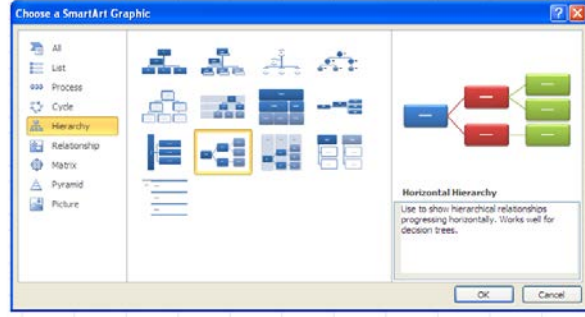 Choose a SmartArt Graphic
All
List
Process
Cycle
Hierarchy
Relationship
Matrix
Pyramid
Picture
Horizontal Hierarchy
Use to show hierarchical relationships
progressing horizontally. Works well for
decision trees.
OK
Cancel